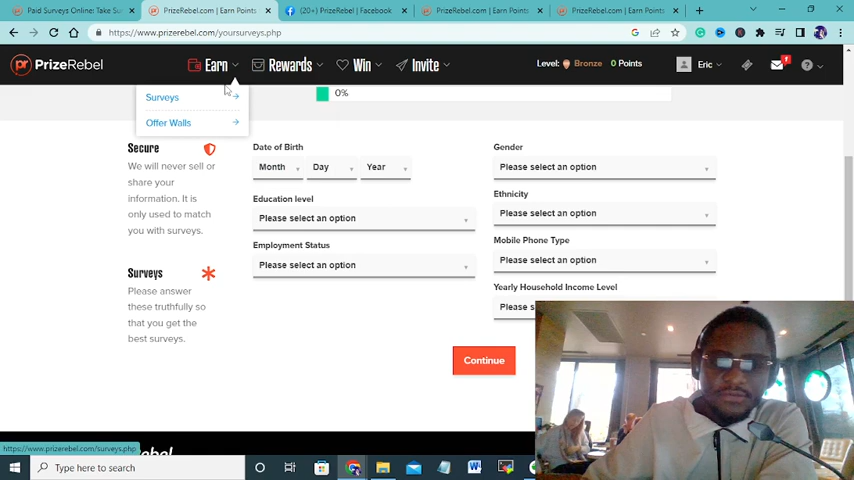 Paid Surveys Online: Take Su
PrizeRebel.com | Earn Points
(20+) PrizeRebel | Facebook
PrizeRebel.com | Earn Points
PrizeRebel.com | Earn Points
https://www.prizerebel.com/yoursurveys.php
pr PrizeRebel
Earn
Rewards
Win
Invite
Level: Bronze 0 Points
Eric
Surveys
Offer Walls
0%
Secure
We will never sell or
share your
information. It is
only used to match
you with surveys.
Surveys
Please answer
these truthfully so
that you get the
best surveys.
Date of Birth
Month
Day
Year
Education level
Please select an option
Employment Status
Please select an option
Gender
Please select an option
Ethnicity
Please select an option
Mobile Phone Type
Please select an option
Yearly Household Income Level
Please
Continue
https://www.prizerebel.com/surveys.php
Type here to search